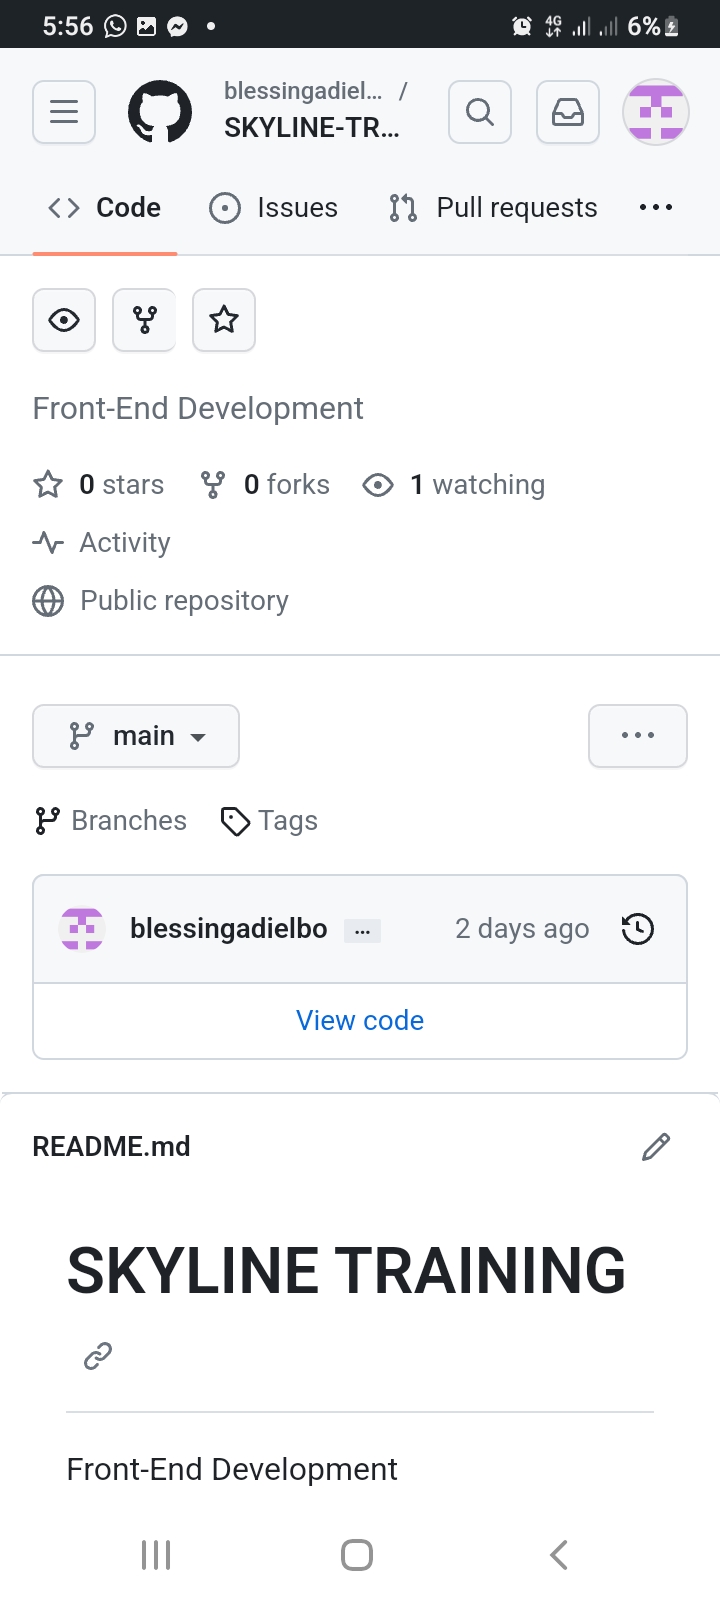 5:56 4G 6%
blessingadiel... /
SKYLINE-TR...
Code Issues Pull requests ...
Front-End Development
0 stars 0 forks 1 watching
Activity
Public repository
main ...
Branches Tags
blessingadielbo ... 2 days ago
View code
README.md
SKYLINE TRAINING
Front-End Development